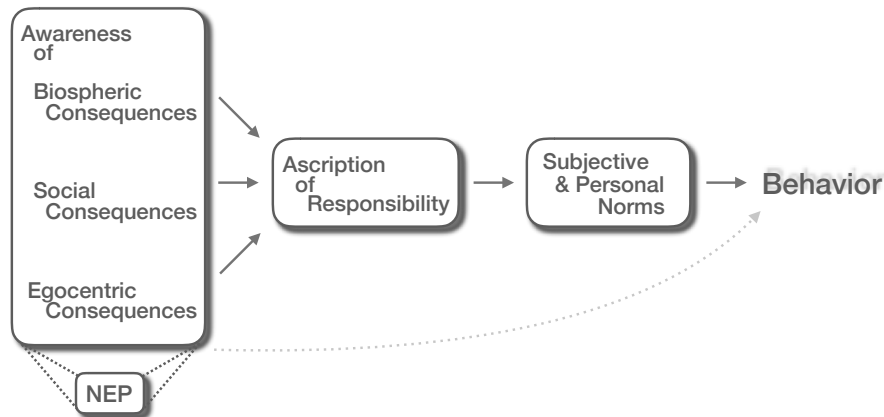 Awareness
of
Biospheric
Consequences
Social
Consequences
Egocentric
Consequences
NEP
Ascription
of
Responsibility
Subjective
& Personal
Norms
Behavior